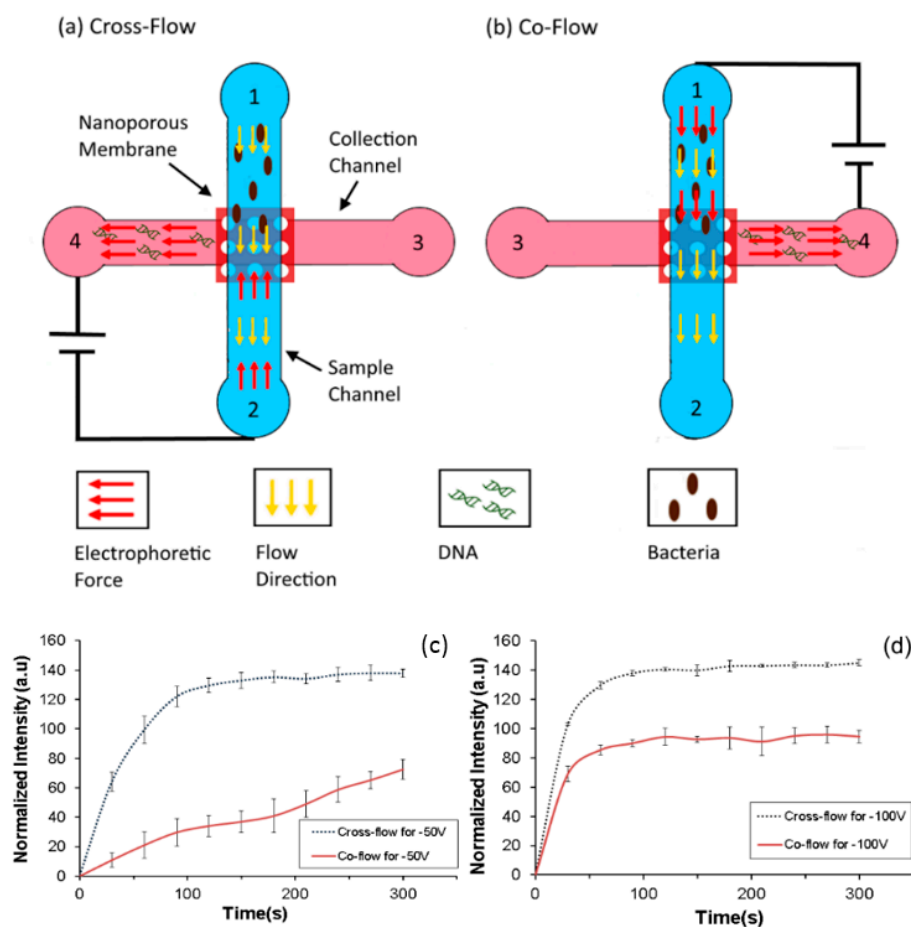 (a) Cross-Flow
(b) Co-Flow
1
1
Nanoporous
Membrane
Collection
Channel
4
3
3
4
Sample
Channel
2
2
Electrophoretic
Force
Flow
Direction
DNA
Bacteria
(c)
Normalized Intensity (a.u)
160
140
120
100
80
60
40
20
0
Cross-flow for -50V
Co-flow for -50V
0
100
200
300
Time(s)
(d)
Normalized Intensity (a.u)
160
140
120
100
80
60
40
20
0
Cross-flow for -100V
Co-flow for -100V
0
100
200
300
Time(s)